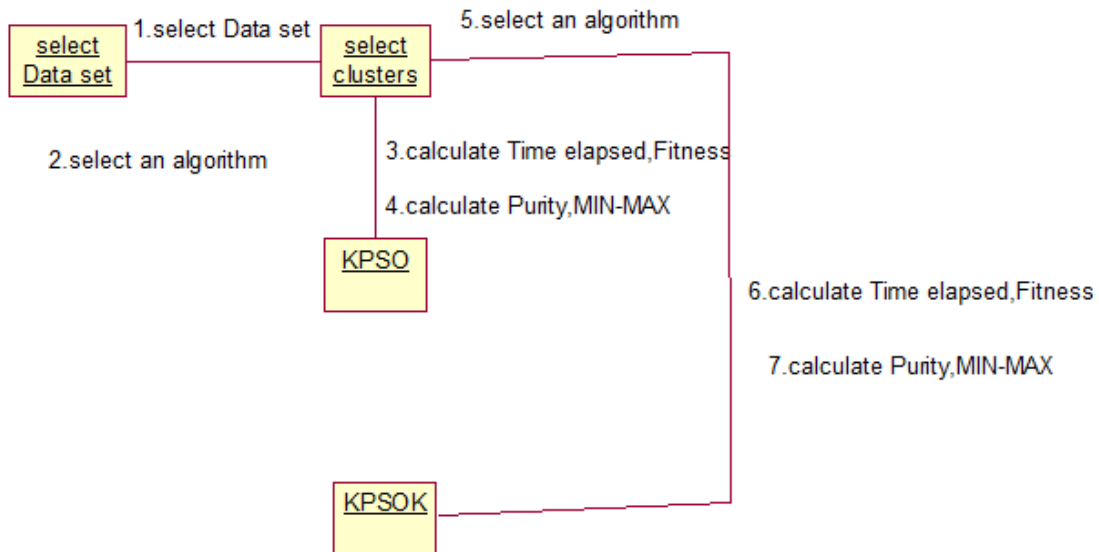 1.select Data set
5.select an algorithm
select
Data set
select
clusters
2.select an algorithm
3.calculate Time elapsed,Fitness
4.calculate Purity,MIN-MAX
KPSO
6.calculate Time elapsed,Fitness
7.calculate Purity,MIN-MAX
KPSOK